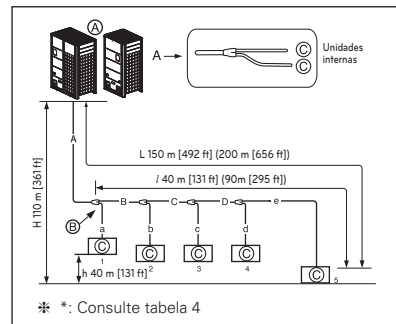 A
A
C
C
Unidades
internas
A
H 110 m [361 ft]
L 150 m [492 ft] (200 m [656 ft])
l 40 m [131 ft] (90m [295 ft])
B
B
C
D
e
a
b
c
d
C
1
C
2
C
3
C
4
C
5
h 40 m [131 ft]
⁜ *: Consulte tabela 4